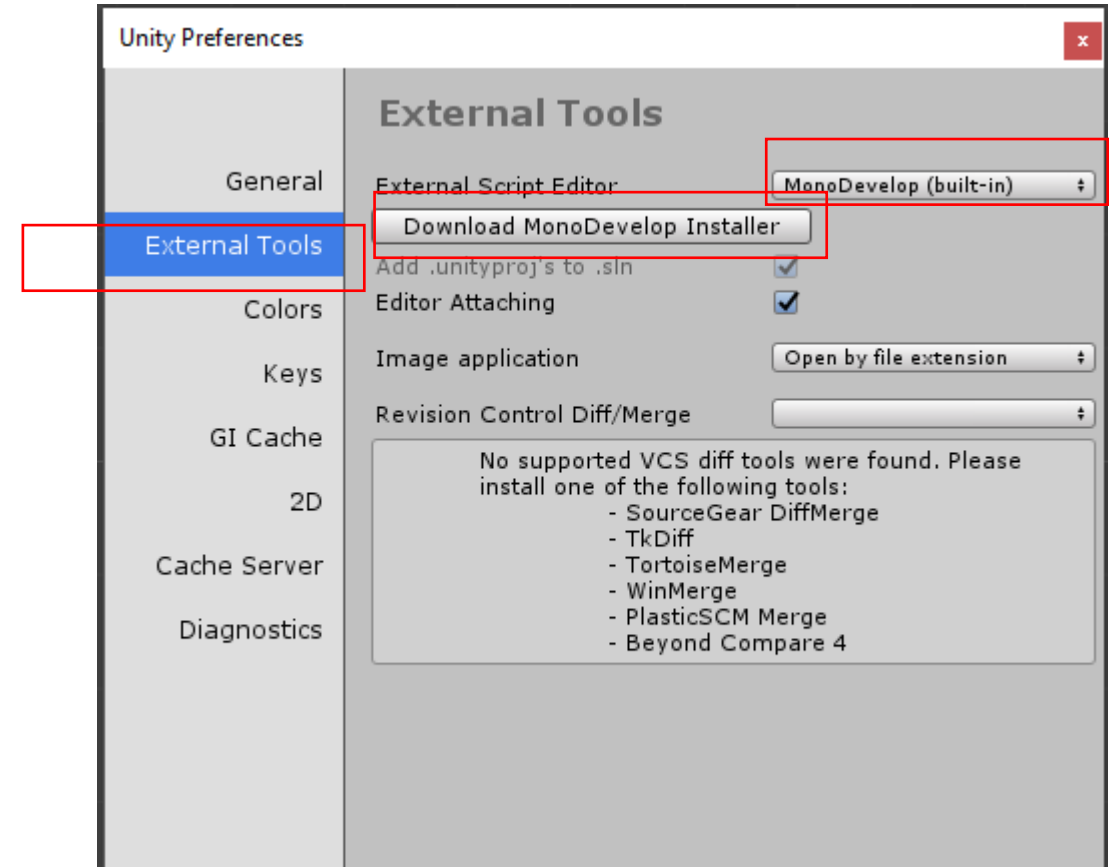 Unity Preferences
x
External Tools
General
External Tools
Colors
Keys
GI Cache
2D
Cache Server
Diagnostics
External Script Editor MonoDevelop (built-in)
Download MonoDevelop Installer
Add .unityproj's to .sln
Editor Attaching
Image application Open by file extension
Revision Control Diff/Merge
No supported VCS diff tools were found. Please
install one of the following tools:
- SourceGear DiffMerge
- TkDiff
- TortoiseMerge
- WinMerge
- PlasticSCM Merge
- Beyond Compare 4